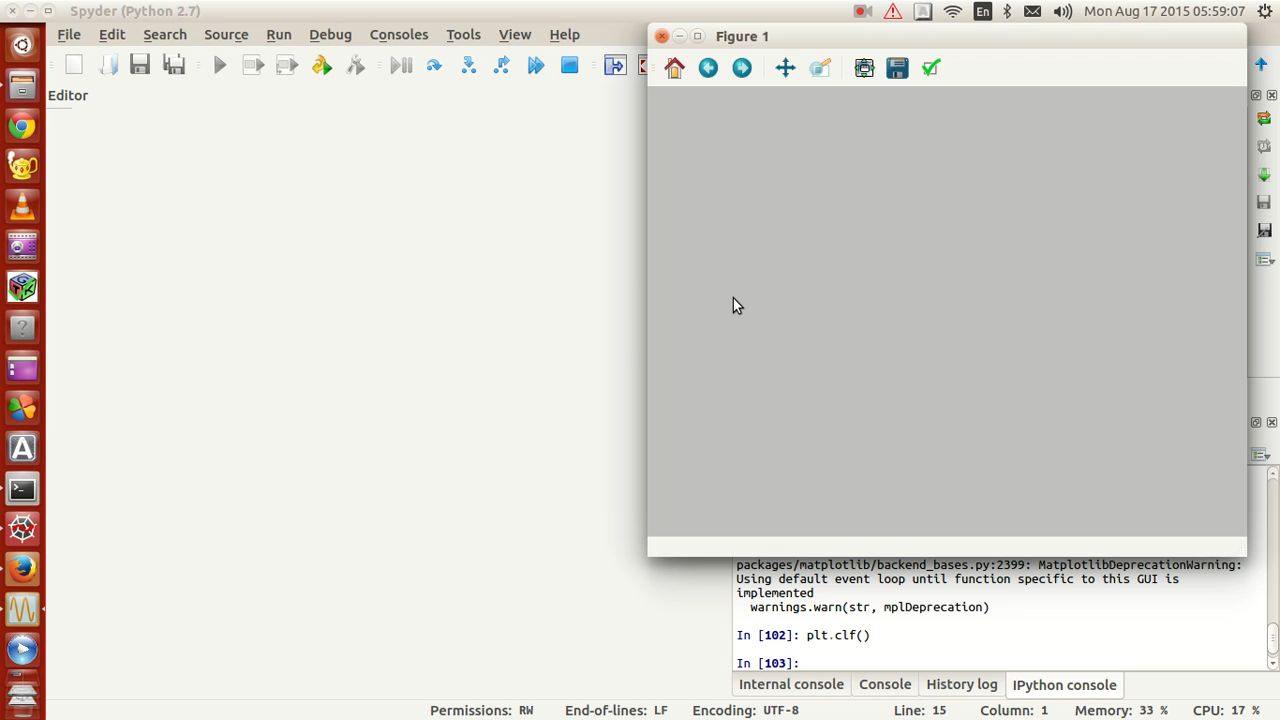 Spyder (Python 2.7)
En
Mon Aug 17 2015 05:59:07
File Edit Search Source Run Debug Consoles Tools View Help
Figure 1
Editor
packages/matplotlib/backend_bases.py:2399: MatplotlibDeprecationWarning:
Using default event loop until function specific to this GUI is
implemented
warnings.warn(str, mplDeprecation)
In [102]: plt.clf()
In [103]:
Internal console Console History log IPython console
Permissions: RW End-of-lines: LF Encoding: UTF-8 Line: 15 Column: 1 Memory: 33 % CPU: 17 %